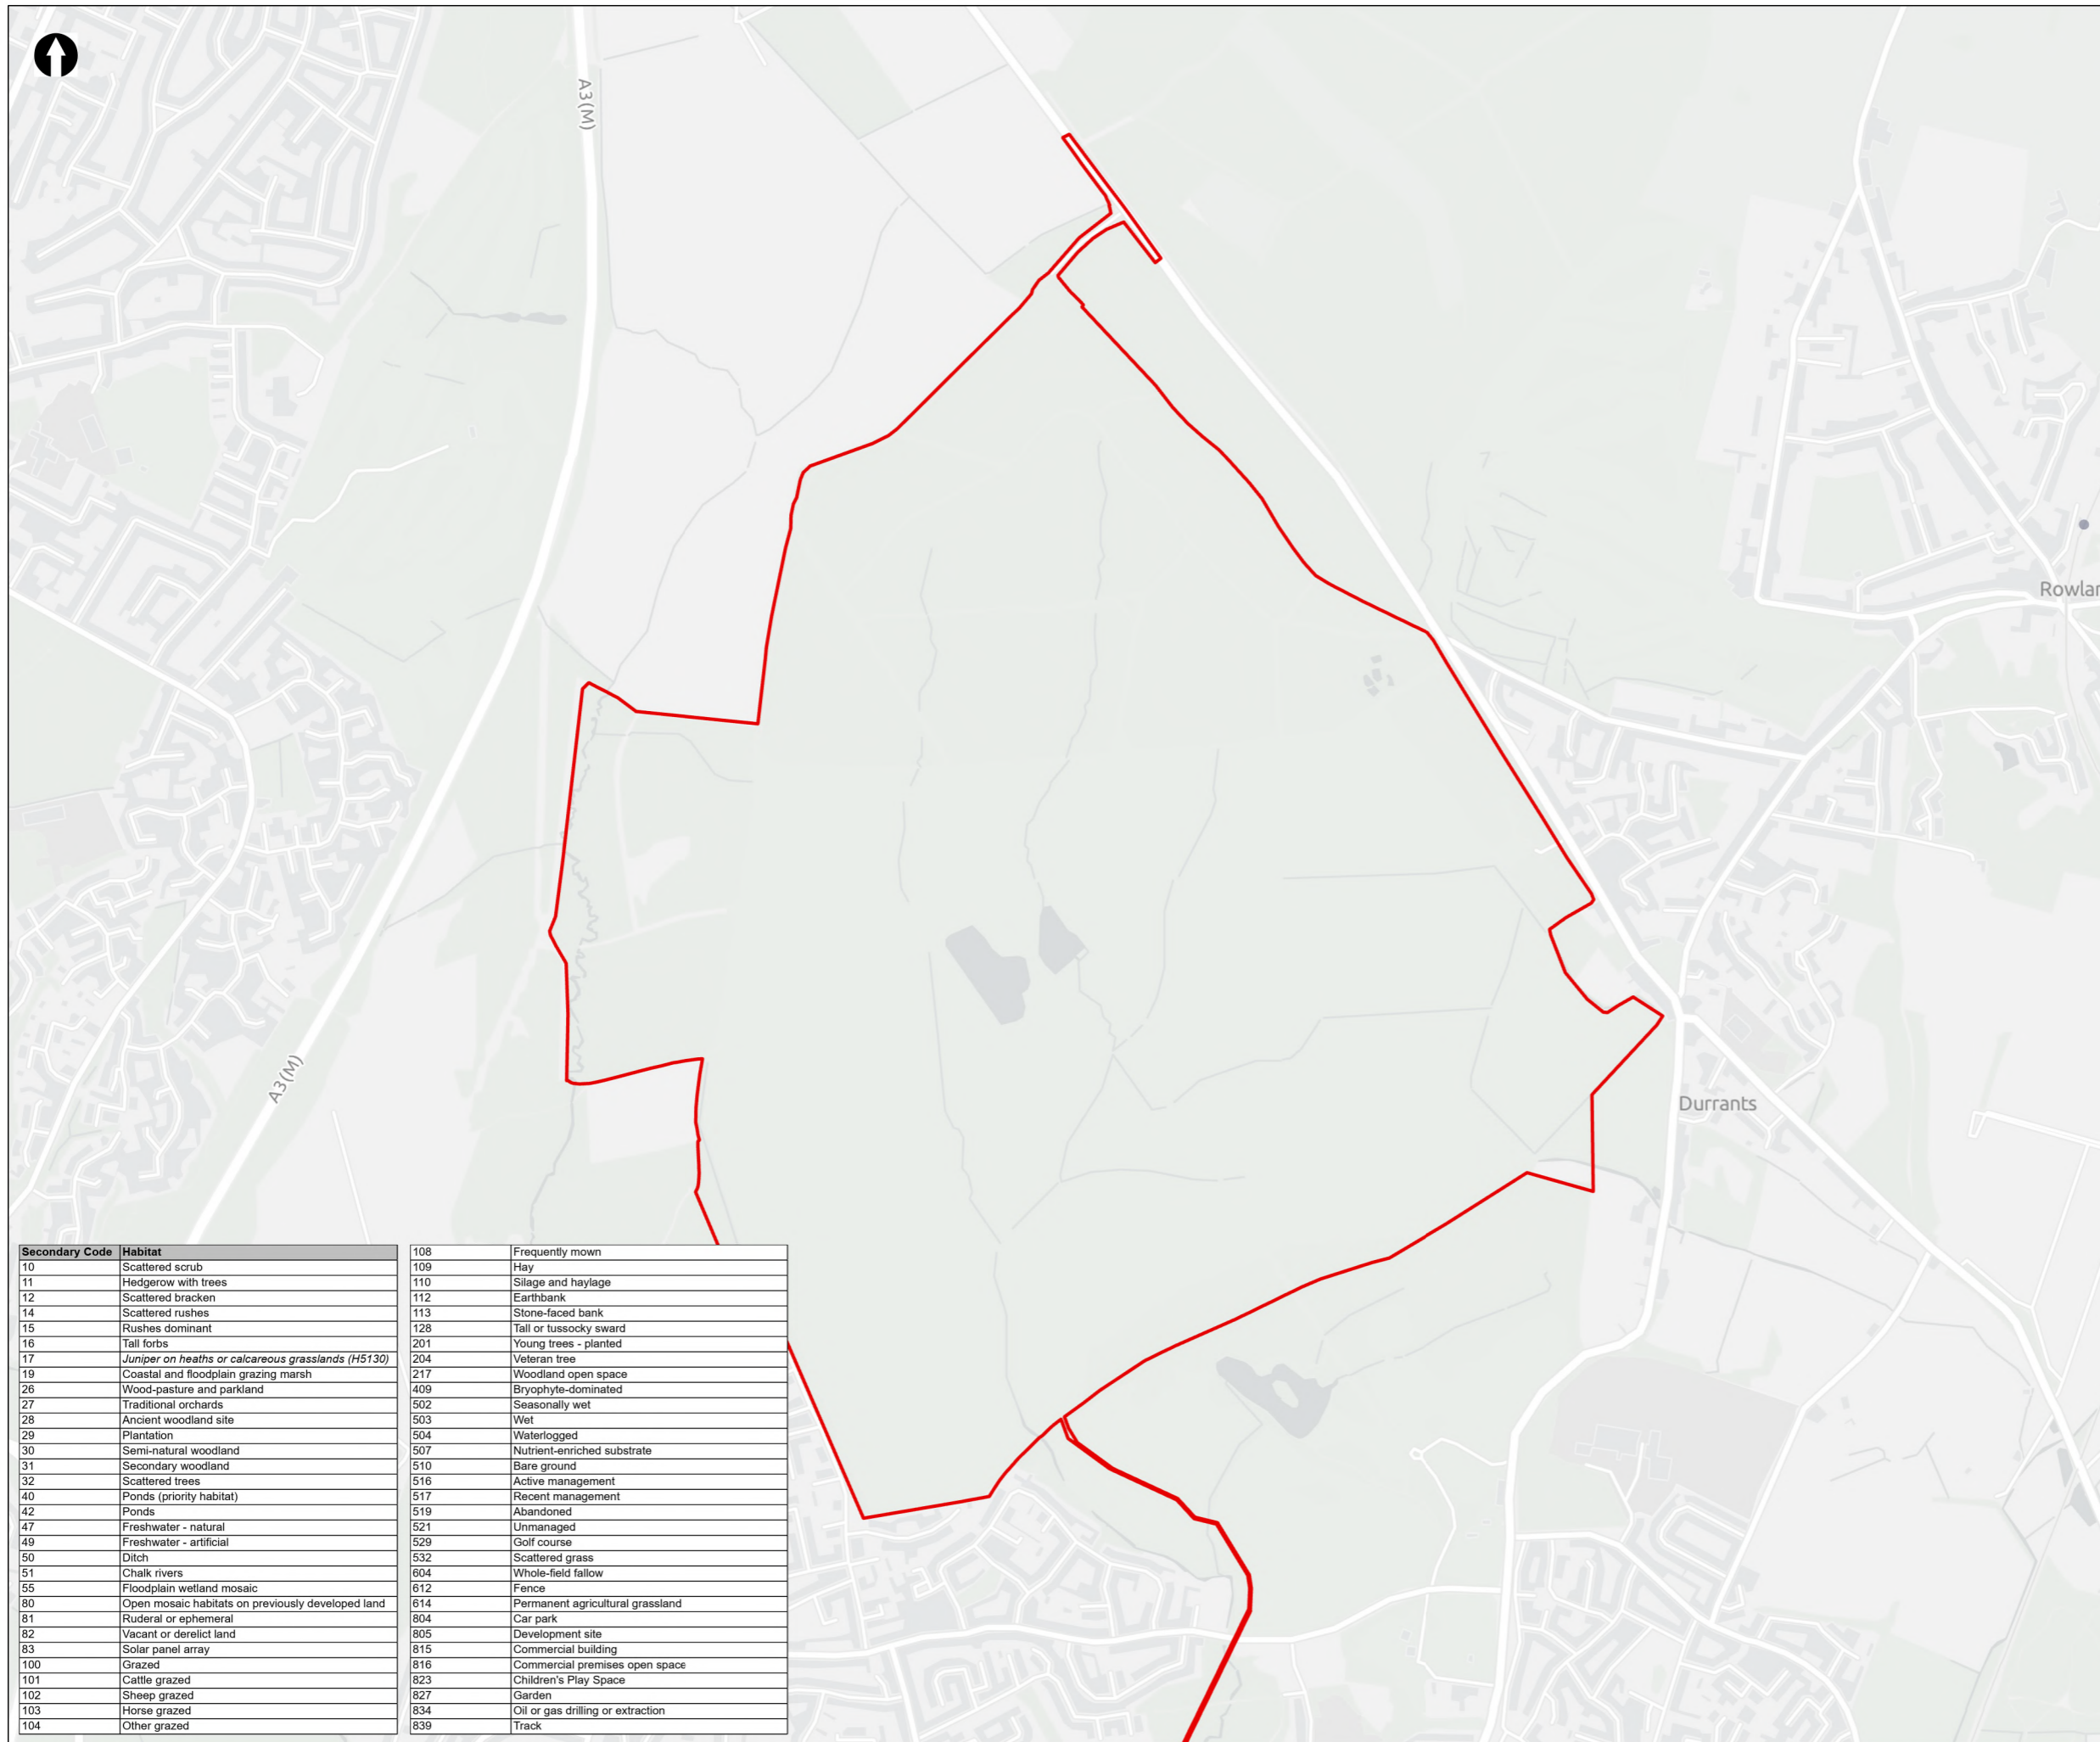 A3(M)
Rowlar
A3(M)
Durrants
Secondary Code Habitat
10 Scattered scrub
11 Hedgerow with trees
12 Scattered bracken
14 Scattered rushes
15 Rushes dominant
16 Tall forbs
17 Juniper on heaths or calcareous grasslands (H5130)
19 Coastal and floodplain grazing marsh
26 Wood-pasture and parkland
27 Traditional orchards
28 Ancient woodland site
29 Plantation
30 Semi-natural woodland
31 Secondary woodland
32 Scattered trees
40 Ponds (priority habitat)
42 Ponds
47 Freshwater - natural
49 Freshwater - artificial
50 Ditch
51 Chalk rivers
55 Floodplain wetland mosaic
80 Open mosaic habitats on previously developed land
81 Ruderal or ephemeral
82 Vacant or derelict land
83 Solar panel array
100 Grazed
101 Cattle grazed
102 Sheep grazed
103 Horse grazed
104 Other grazed
108 Frequently mown
109 Hay
110 Silage and haylage
112 Earthbank
113 Stone-faced bank
128 Tall or tussocky sward
201 Young trees - planted
204 Veteran tree
217 Woodland open space
409 Bryophyte-dominated
502 Seasonally wet
503 Wet
504 Waterlogged
507 Nutrient-enriched substrate
510 Bare ground
516 Active management
517 Recent management
519 Abandoned
521 Unmanaged
529 Golf course
532 Scattered grass
604 Whole-field fallow
612 Fence
614 Permanent agricultural grassland
804 Car park
805 Development site
815 Commercial building
816 Commercial premises open space
823 Children's Play Space
827 Garden
834 Oil or gas drilling or extraction
839 Track